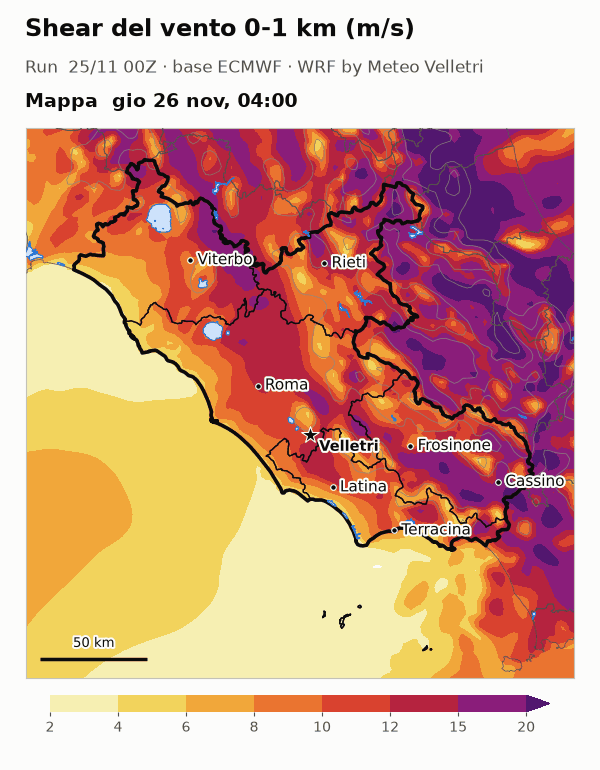 Shear del vento 0-1 km (m/s)
Run  25/11 00Z · base ECMWF · WRF by Meteo Velletri
Mappa  gio 26 nov, 04:00
Viterbo
Rieti
Roma
Velletri
Frosinone
Cassino
Latina
Terracina
50 km
2 4 6 8 10 12 15 20